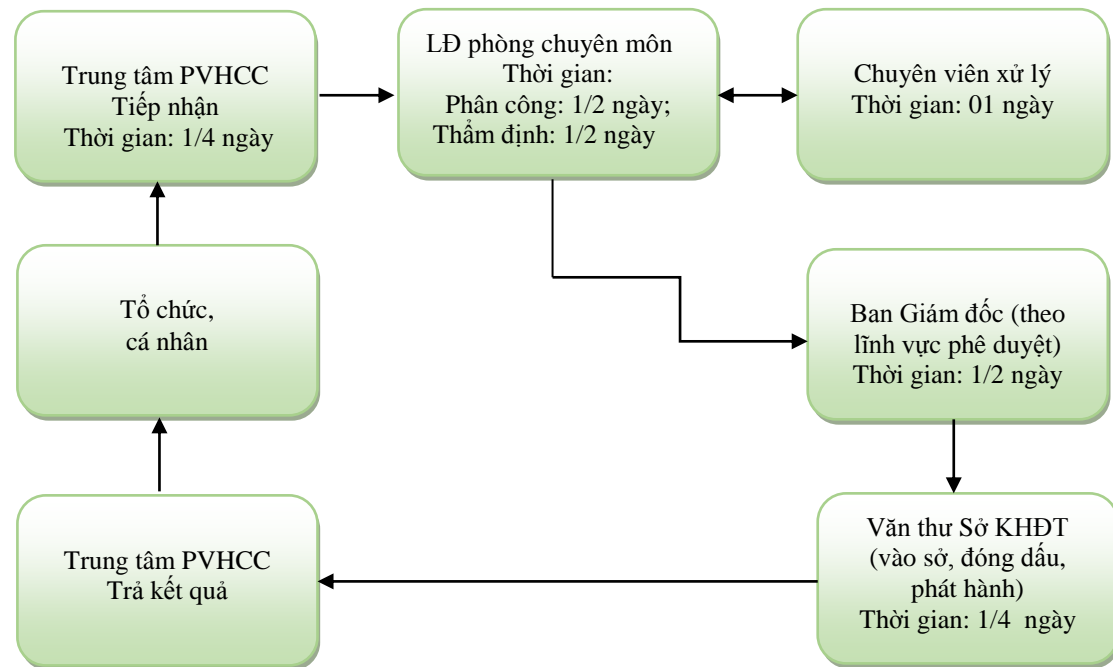 Trung tâm PVHCC
Tiếp nhận
Thời gian: 1/4 ngày
LĐ phòng chuyên môn
Thời gian:
Phân công: 1/2 ngày;
Thẩm định: 1/2 ngày
Chuyên viên xử lý
Thời gian: 01 ngày
Tổ chức,
cá nhân
Ban Giám đốc (theo
lĩnh vực phê duyệt)
Thời gian: 1/2 ngày
Trung tâm PVHCC
Trả kết quả
Văn thư Sở KHĐT
(vào sở, đóng dấu,
phát hành)
Thời gian: 1/4 ngày